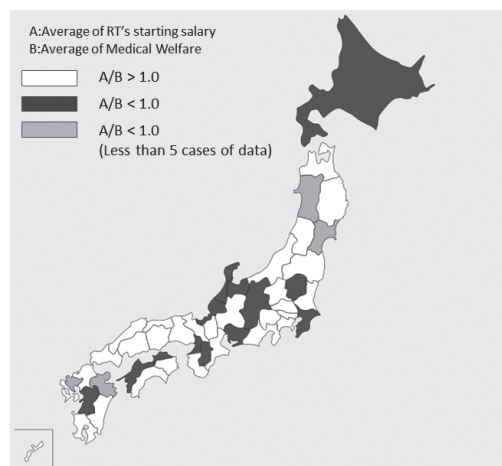 A:Average of RT's starting salary
B:Average of Medical Welfare
A/B > 1.0
A/B < 1.0
A/B < 1.0
(Less than 5 cases of data)